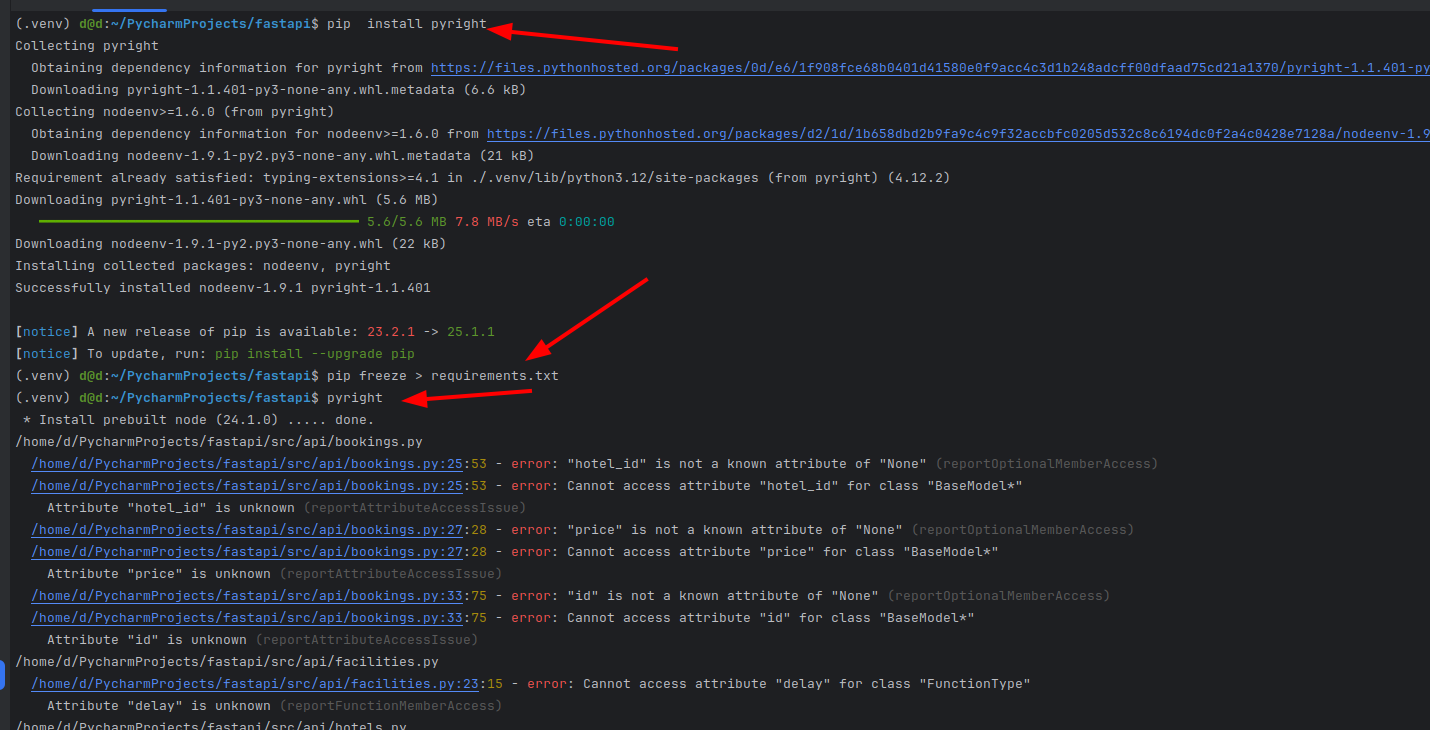 (.venv) d@d:~/PycharmProjects/fastapi$ pip  install pyright
Collecting pyright
  Obtaining dependency information for pyright from https://files.pythonhosted.org/packages/0d/e6/1f908fce68b0401d41580e0f9acc4c3d1b248adcff00dfaad75cd21a1370/pyright-1.1.401-py
  Downloading pyright-1.1.401-py3-none-any.whl.metadata (6.6 kB)
Collecting nodeenv>=1.6.0 (from pyright)
  Obtaining dependency information for nodeenv>=1.6.0 from https://files.pythonhosted.org/packages/d2/1d/1b658dbd2b9fa9c4c9f32accbfc0205d532c8c6194dc0f2a4c0428e7128a/nodeenv-1.9
  Downloading nodeenv-1.9.1-py2.py3-none-any.whl.metadata (21 kB)
Requirement already satisfied: typing-extensions>=4.1 in ./.venv/lib/python3.12/site-packages (from pyright) (4.12.2)
Downloading pyright-1.1.401-py3-none-any.whl (5.6 MB)
   5.6/5.6 MB 7.8 MB/s eta 0:00:00
Downloading nodeenv-1.9.1-py2.py3-none-any.whl (22 kB)
Installing collected packages: nodeenv, pyright
Successfully installed nodeenv-1.9.1 pyright-1.1.401
[notice] A new release of pip is available: 23.2.1 -> 25.1.1
[notice] To update, run: pip install --upgrade pip
(.venv) d@d:~/PycharmProjects/fastapi$ pip freeze > requirements.txt
(.venv) d@d:~/PycharmProjects/fastapi$ pyright
 * Install prebuilt node (24.1.0) ..... done.
/home/d/PycharmProjects/fastapi/src/api/bookings.py
  /home/d/PycharmProjects/fastapi/src/api/bookings.py:25:53 - error: "hotel_id" is not a known attribute of "None" (reportOptionalMemberAccess)
  /home/d/PycharmProjects/fastapi/src/api/bookings.py:25:53 - error: Cannot access attribute "hotel_id" for class "BaseModel*"
    Attribute "hotel_id" is unknown (reportAttributeAccessIssue)
  /home/d/PycharmProjects/fastapi/src/api/bookings.py:27:28 - error: "price" is not a known attribute of "None" (reportOptionalMemberAccess)
  /home/d/PycharmProjects/fastapi/src/api/bookings.py:27:28 - error: Cannot access attribute "price" for class "BaseModel*"
    Attribute "price" is unknown (reportAttributeAccessIssue)
  /home/d/PycharmProjects/fastapi/src/api/bookings.py:33:75 - error: "id" is not a known attribute of "None" (reportOptionalMemberAccess)
  /home/d/PycharmProjects/fastapi/src/api/bookings.py:33:75 - error: Cannot access attribute "id" for class "BaseModel*"
    Attribute "id" is unknown (reportAttributeAccessIssue)
/home/d/PycharmProjects/fastapi/src/api/facilities.py
  /home/d/PycharmProjects/fastapi/src/api/facilities.py:23:15 - error: Cannot access attribute "delay" for class "FunctionType"
    Attribute "delay" is unknown (reportFunctionMemberAccess)
/home/d/PycharmProjects/fastapi/src/api/hotels.py